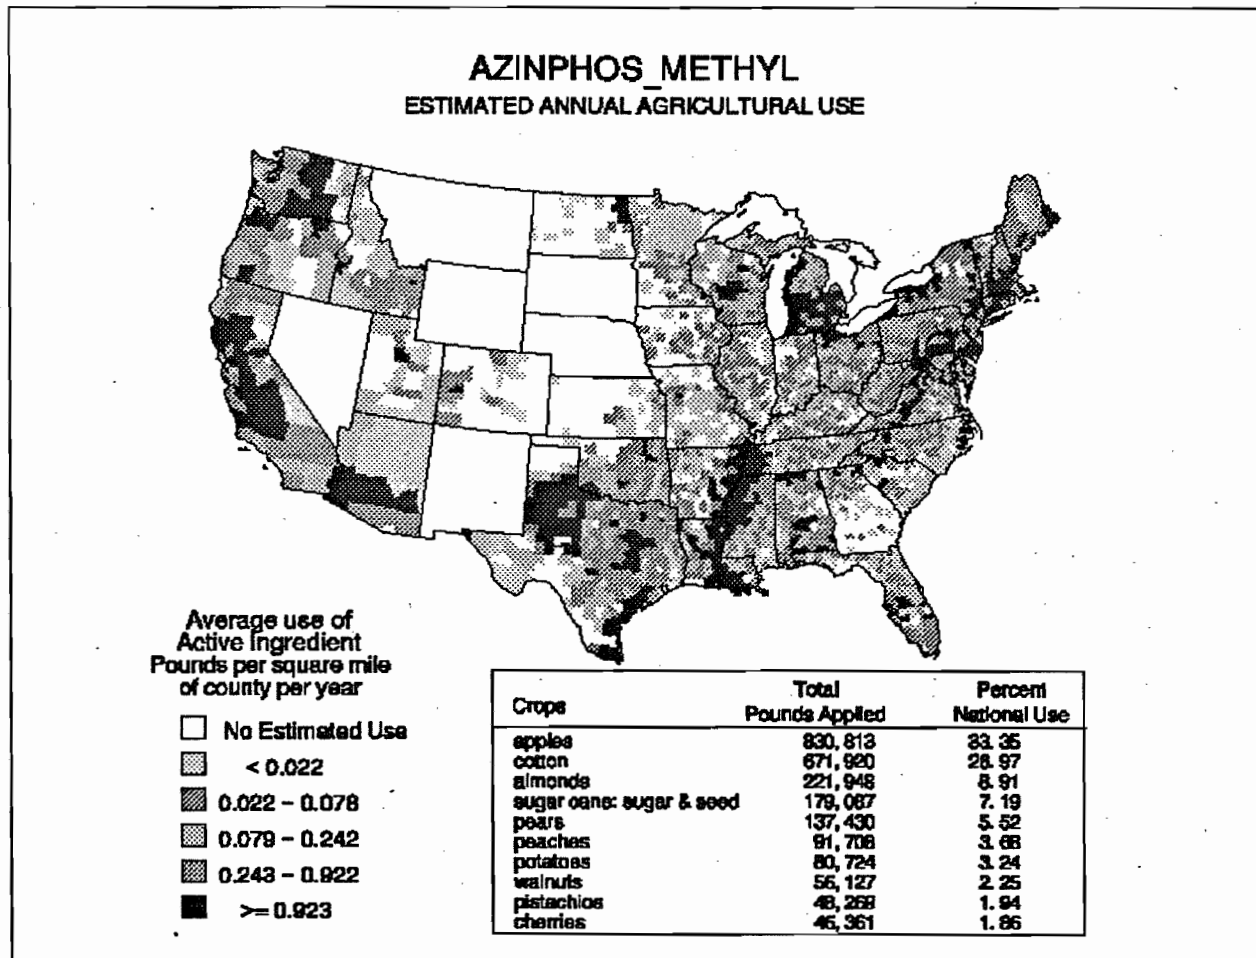 AZINPHOS_METHYL
ESTIMATED ANNUAL AGRICULTURAL USE
Average use of
Active Ingredient
Pounds per square mile
of county per year
No Estimated Use
< 0.022
0.022 - 0.078
0.079 - 0.242
0.243 - 0.922
>= 0.923
Crops Total Pounds Applied Percent National Use
apples 830,813 33.35
cotton 671,920 26.97
almonds 221,948 8.91
sugar cane: sugar & seed 179,087 7.19
pears 137,430 5.52
peaches 91,708 3.68
potatoes 80,724 3.24
walnuts 56,127 2.25
pistachios 48,269 1.94
cherries 46,361 1.86